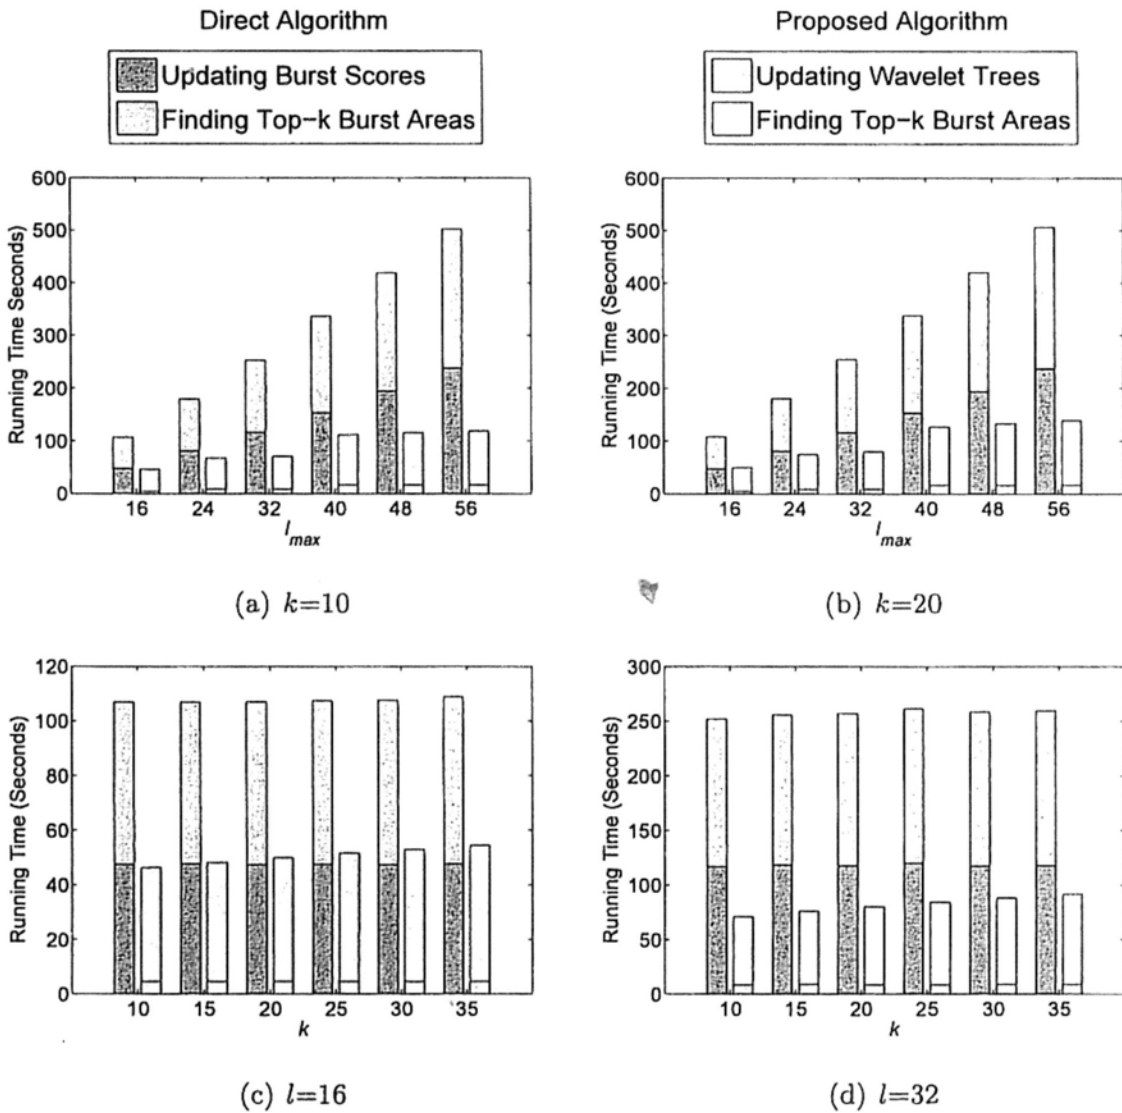 Direct Algorithm
Updating Burst Scores
Finding Top-k Burst Areas
Proposed Algorithm
Updating Wavelet Trees
Finding Top-k Burst Areas
Running Time Seconds)
600
500
400
300
200
100
0
16 24 32 40 48 56
l_max
(a) k=10
Running Time (Seconds)
600
500
400
300
200
100
0
16 24 32 40 48 56
l_max
(b) k=20
Running Time (Seconds)
120
100
80
60
40
20
0
10 15 20 25 30 35
k
(c) l=16
Running Time (Seconds)
300
250
200
150
100
50
0
10 15 20 25 30 35
k
(d) l=32